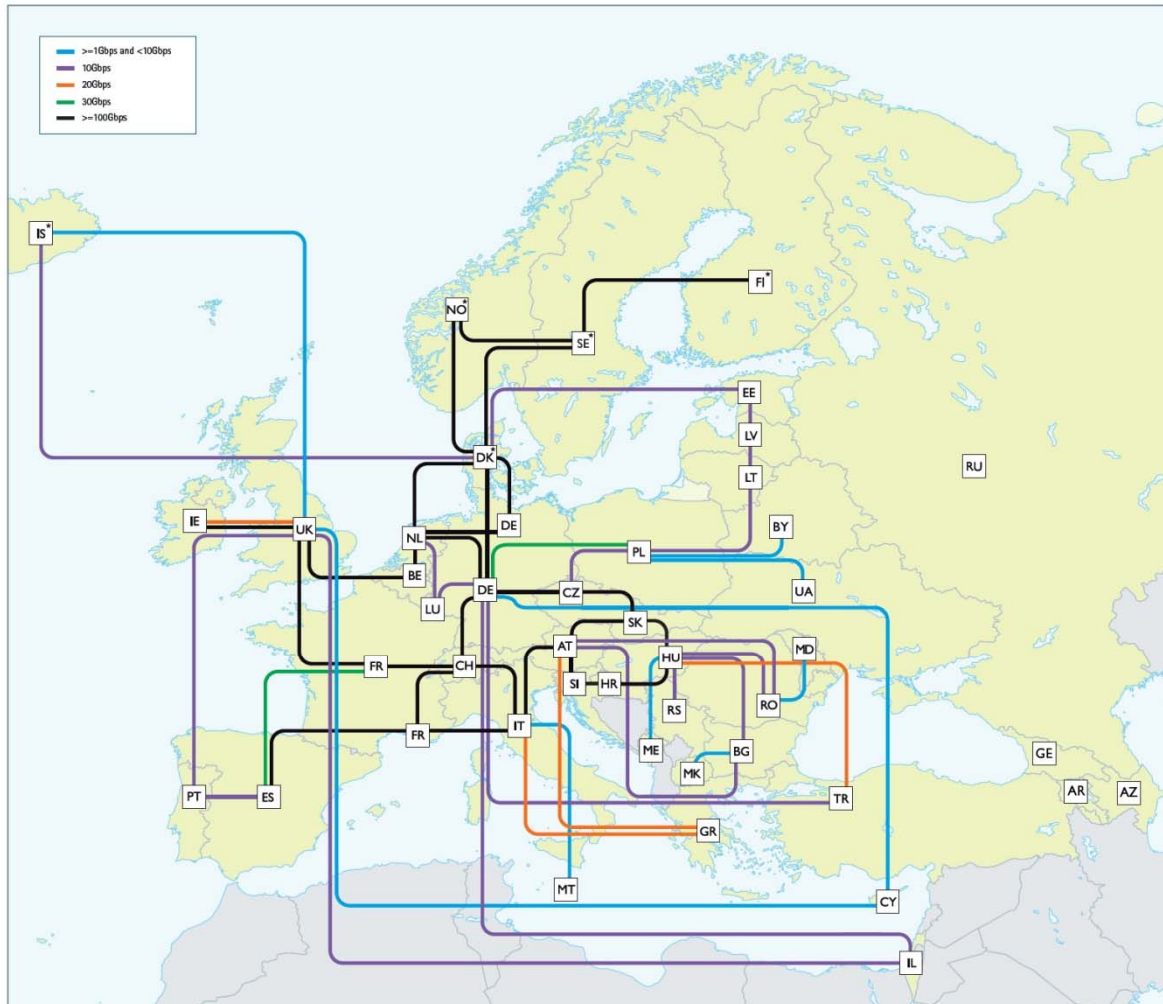 >=1Gbps and <10Gbps
10Gbps
20Gbps
30Gbps
>=100Gbps
IS*
FI*
NO*
SE*
EE
LV
DK*
LT
RU
IE
UK
DE
BY
NL
PL
BE
DE
CZ
UA
LU
SK
AT
MD
HU
FR
CH
SI
HR
RS
RO
IT
FR
ME
BG
GE
MK
PT
ES
TR
AR
AZ
GR
MT
CY
IL